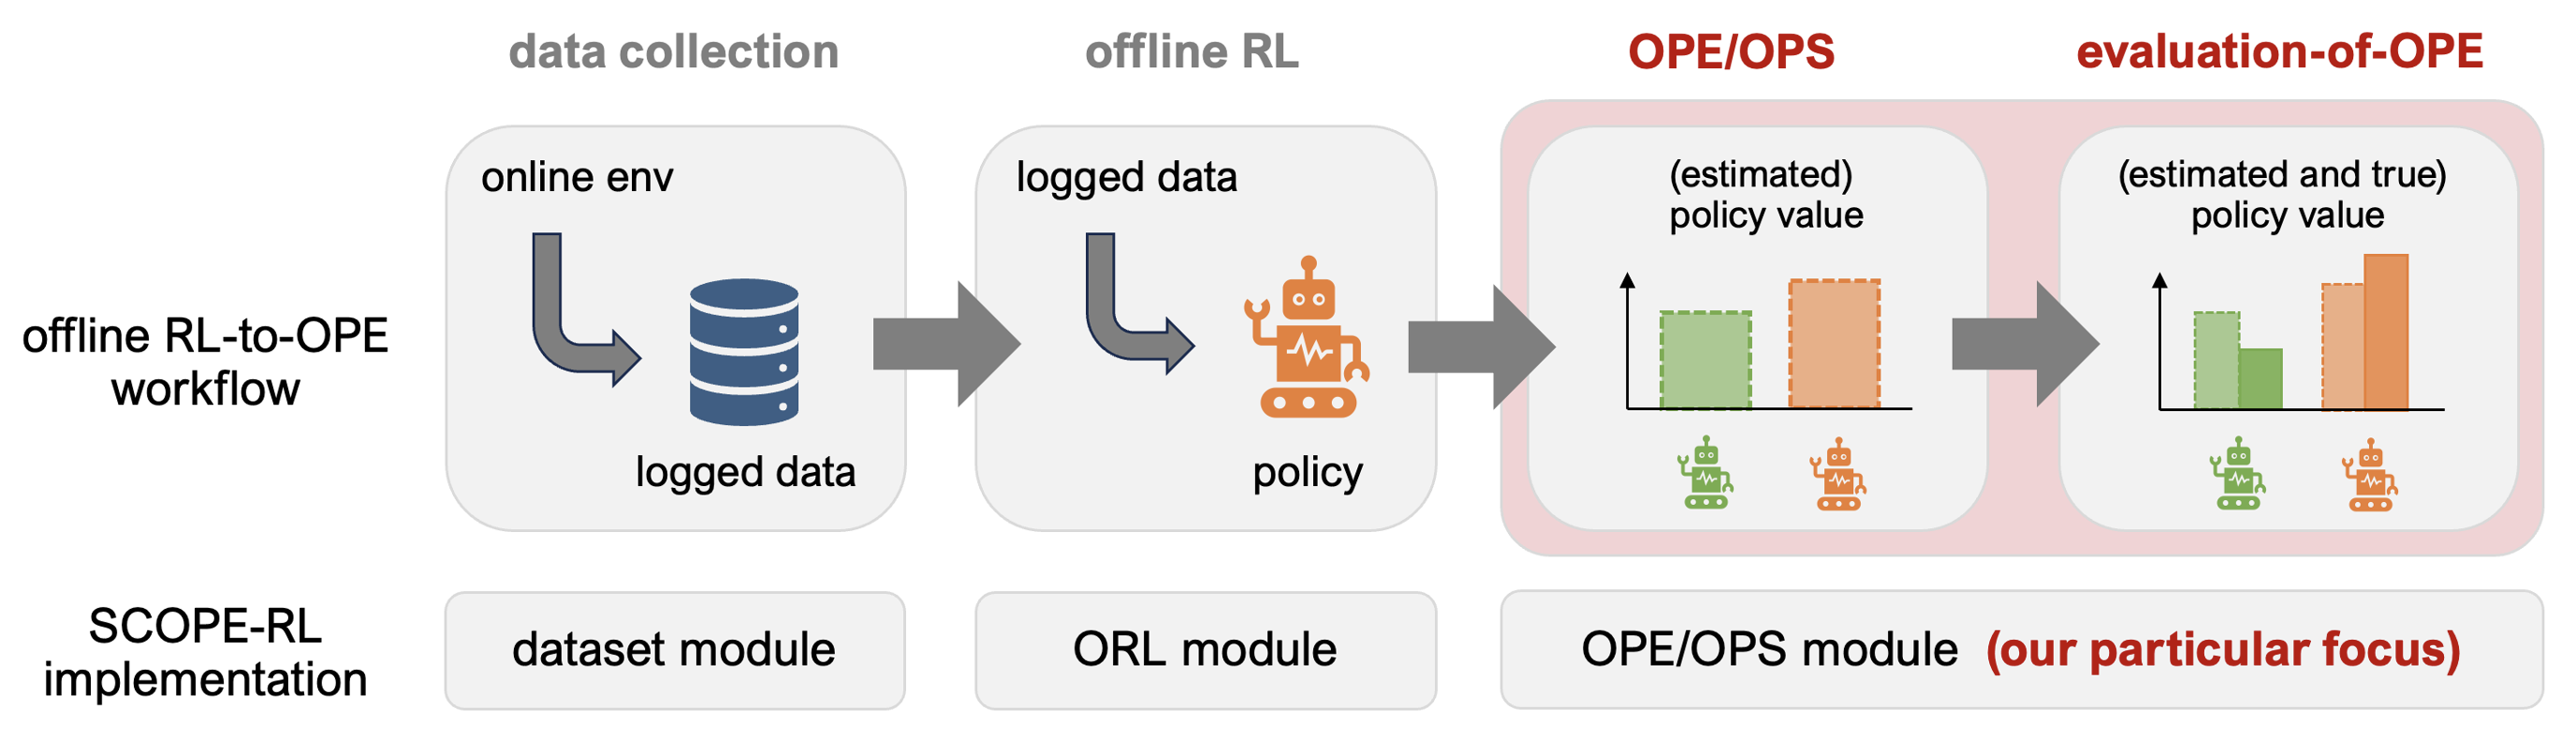 data collection
offline RL
OPE/OPS
evaluation-of-OPE
online env
logged data
logged data
policy
(estimated)
policy value
(estimated and true)
policy value
offline RL-to-OPE
workflow
SCOPE-RL
implementation
dataset module
ORL module
OPE/OPS module (our particular focus)